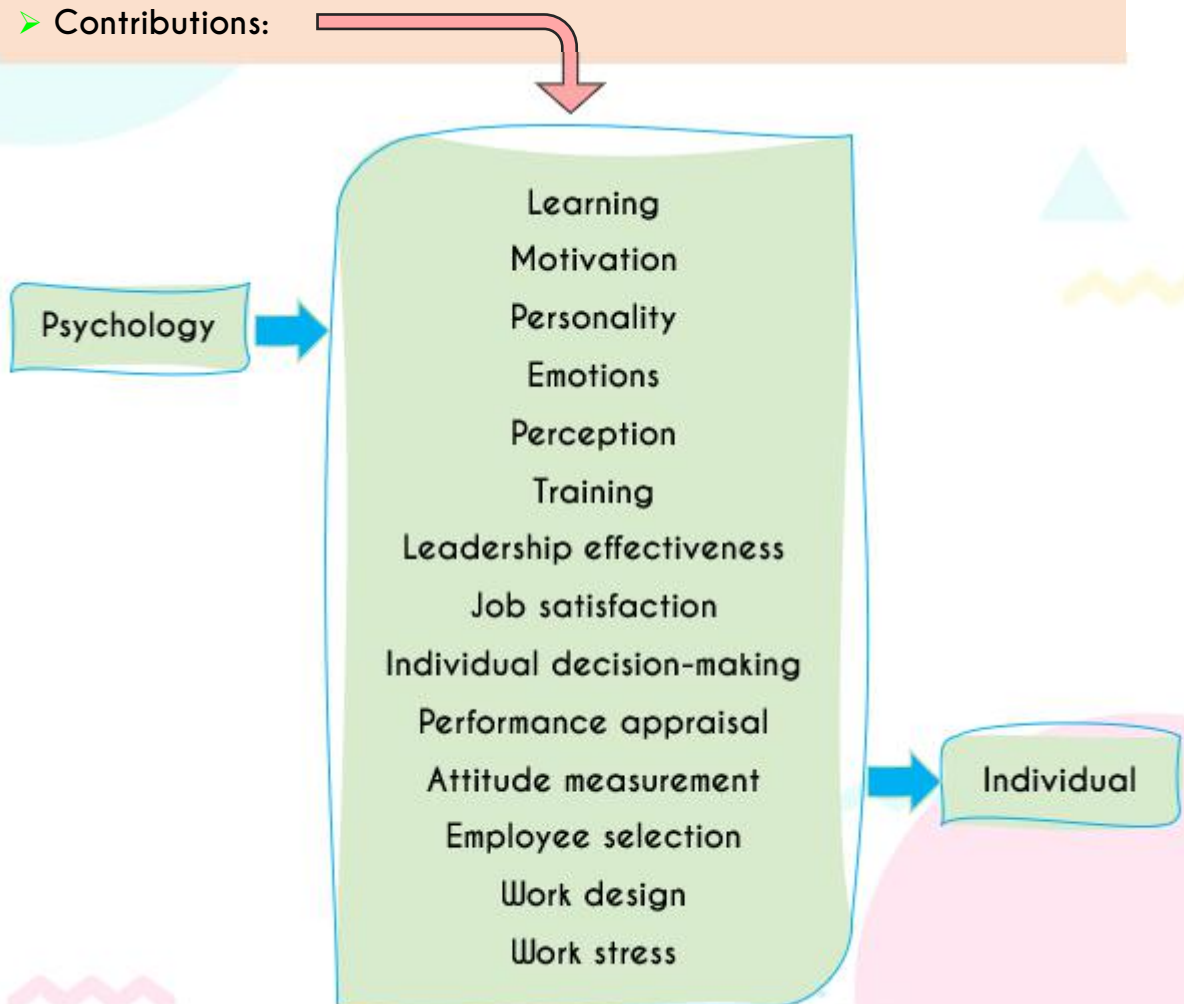 Contributions:
Learning
Motivation
Personality
Emotions
Perception
Training
Leadership effectiveness
Job satisfaction
Individual decision-making
Performance appraisal
Attitude measurement
Employee selection
Work design
Work stress
Psychology
Individual